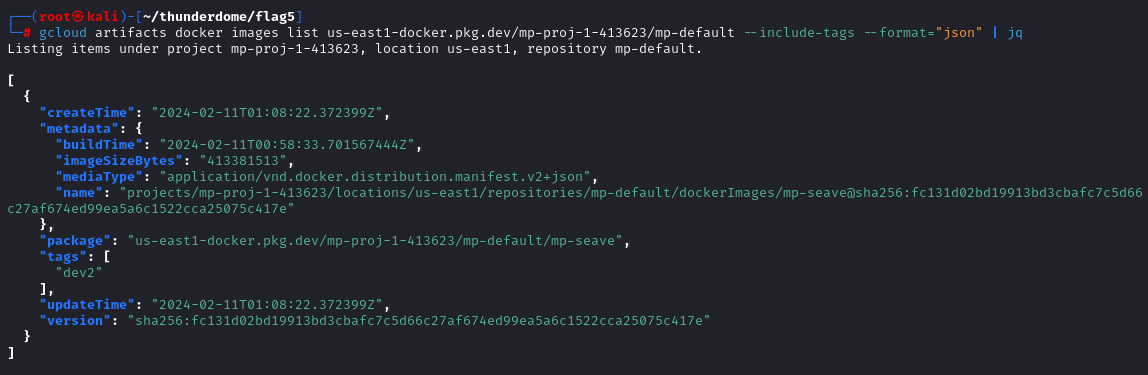 ┌──(root㉿kali)-[~/thunderdome/flag5]
└─# gcloud artifacts docker images list us-east1-docker.pkg.dev/mp-proj-1-413623/mp-default --include-tags --format="json" | jq
Listing items under project mp-proj-1-413623, location us-east1, repository mp-default.

[
  {
    "createTime": "2024-02-11T01:08:22.372399Z",
    "metadata": {
      "buildTime": "2024-02-11T00:58:33.701567444Z",
      "imageSizeBytes": "413381513",
      "mediaType": "application/vnd.docker.distribution.manifest.v2+json",
      "name": "projects/mp-proj-1-413623/locations/us-east1/repositories/mp-default/dockerImages/mp-seave@sha256:fc131d02bd19913bd3cbafc7c5d66
c27af674ed99ea5a6c1522cca25075c417e"
    },
    "package": "us-east1-docker.pkg.dev/mp-proj-1-413623/mp-default/mp-seave",
    "tags": [
      "dev2"
    ],
    "updateTime": "2024-02-11T01:08:22.372399Z",
    "version": "sha256:fc131d02bd19913bd3cbafc7c5d66c27af674ed99ea5a6c1522cca25075c417e"
  }
]